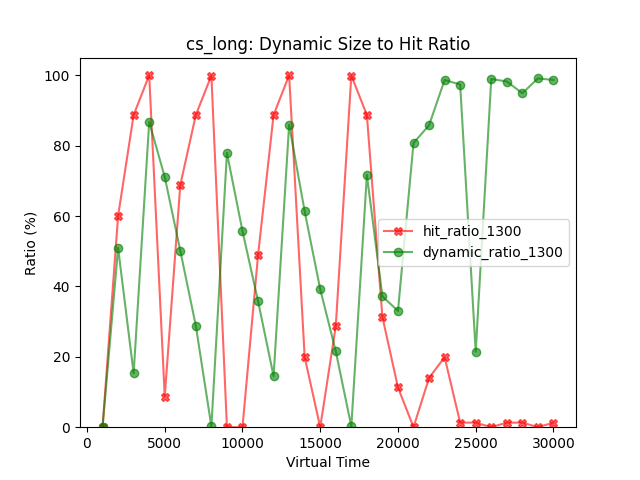 cs_long: Dynamic Size to Hit Ratio
Ratio (%)
100
80
60
40
20
0
hit_ratio_1300
dynamic_ratio_1300
0 5000 10000 15000 20000 25000 30000
Virtual Time